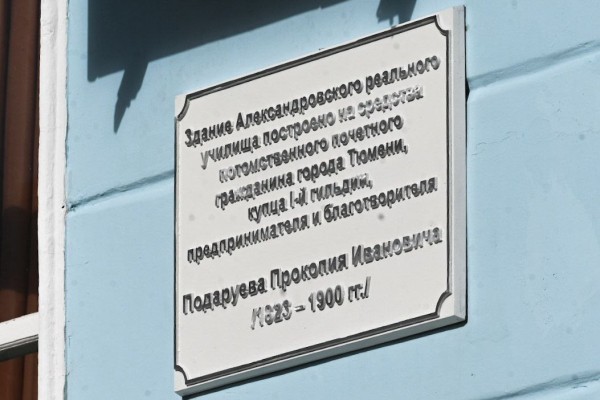 Здание Александровского реального
училища построено на средства
потомственного почетного
гражданина города Тюмени,
купца I-й гильдии,
предпринимателя и благотворителя
Подаруева Прокопия Ивановича
/1823 – 1900 гг./